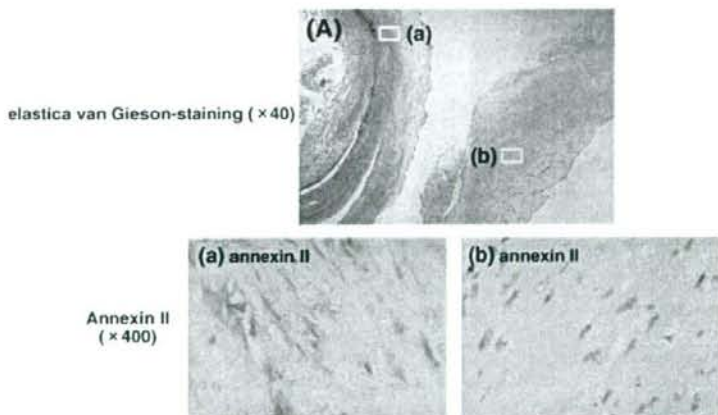 (A)
(a)
elastica van Gieson-staining (×40)
(b)
(a) annexin II
(b) annexin II
Annexin II
(×400)